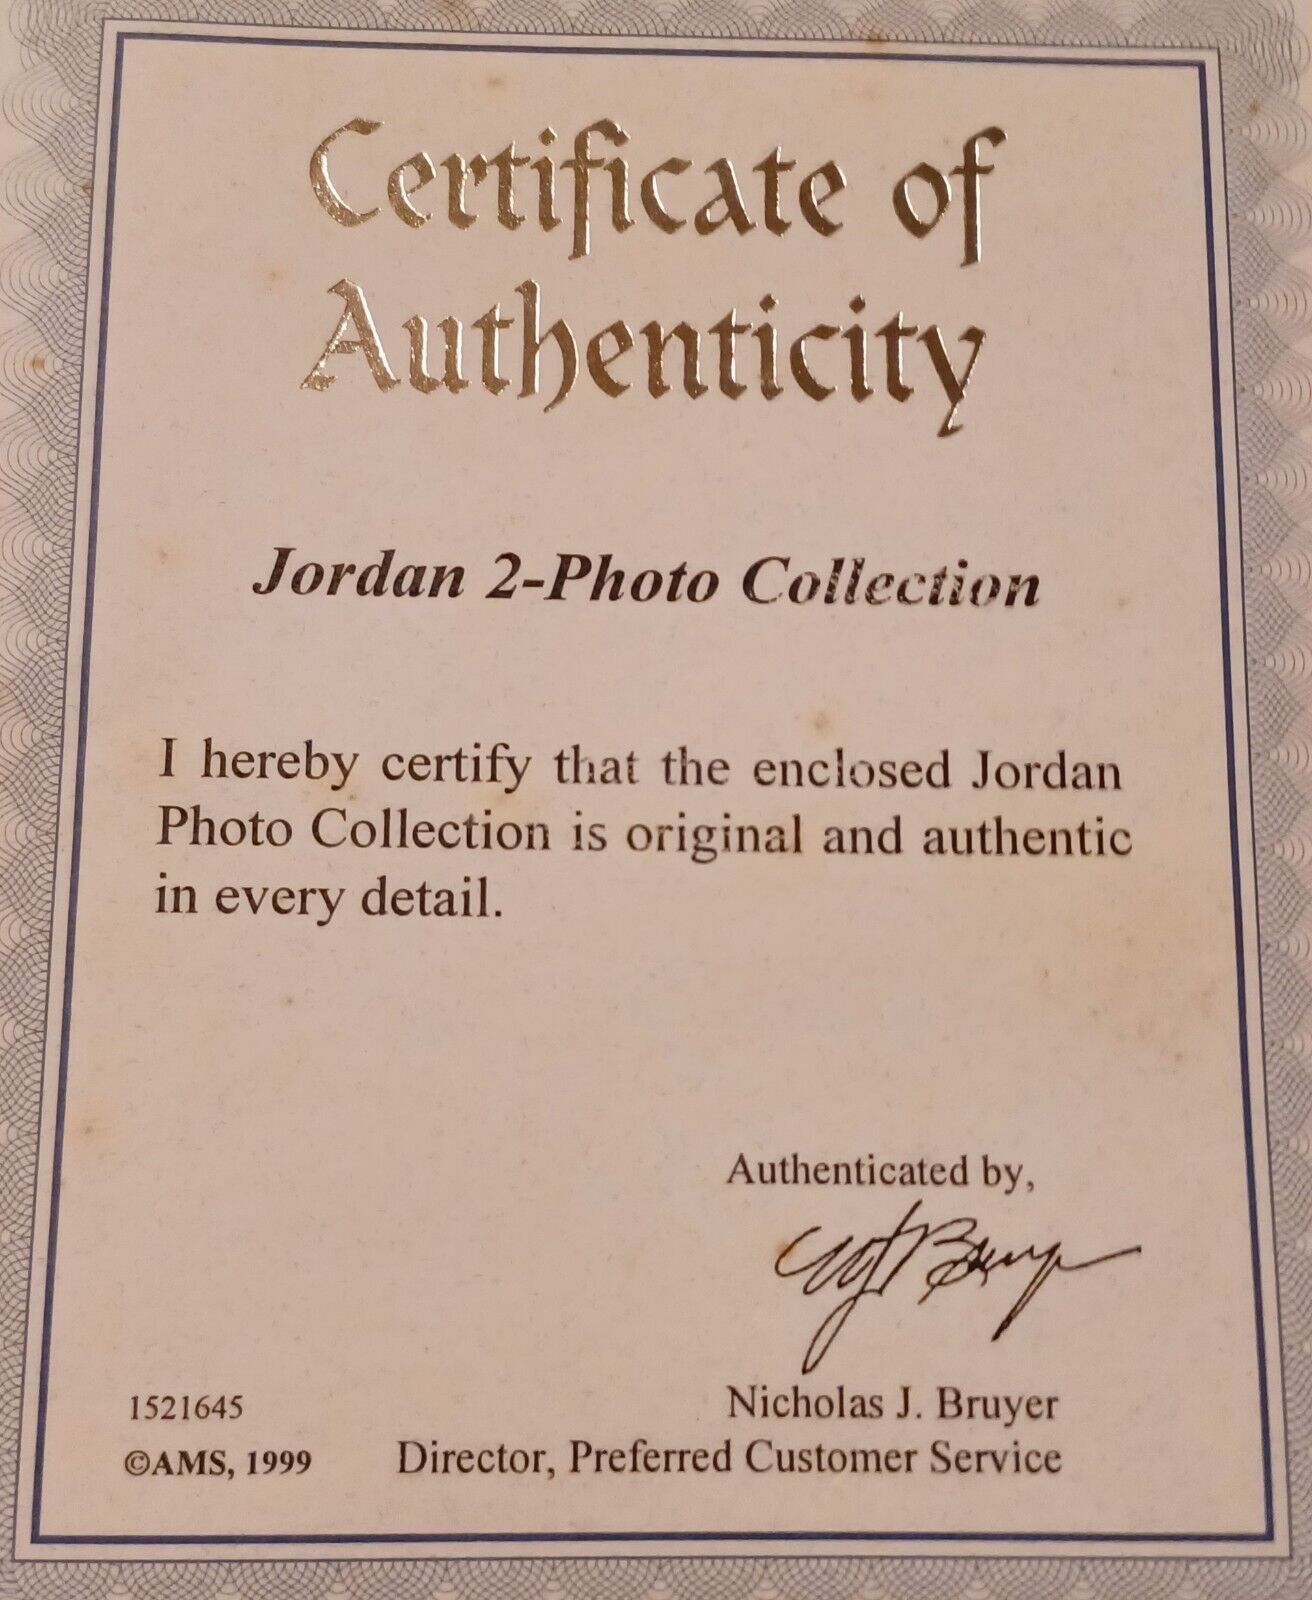 Certificate of
Authenticity
Jordan 2-Photo Collection
I hereby certify that the enclosed Jordan
Photo Collection is original and authentic
in every detail.
Authenticated by,
Nicholas J. Bruyer
1521645
©AMS, 1999 Director, Preferred Customer Service